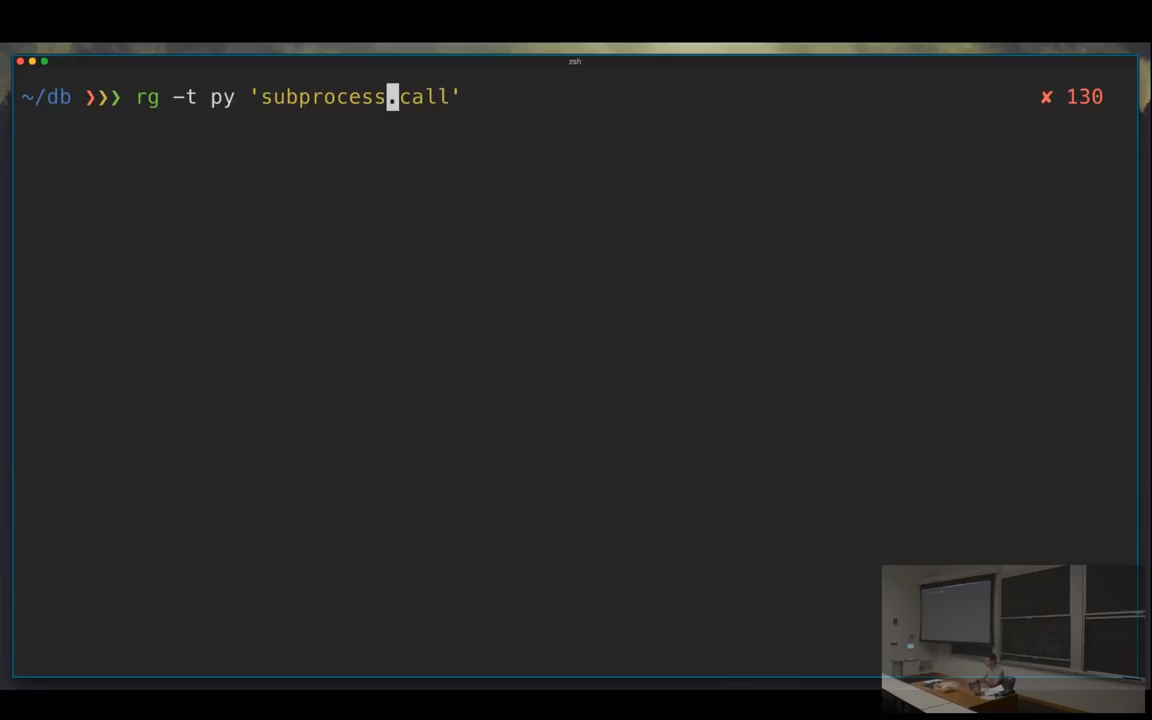 zsh
~/db ❯❯❯ rg -t py 'subprocess.call' ✘ 130